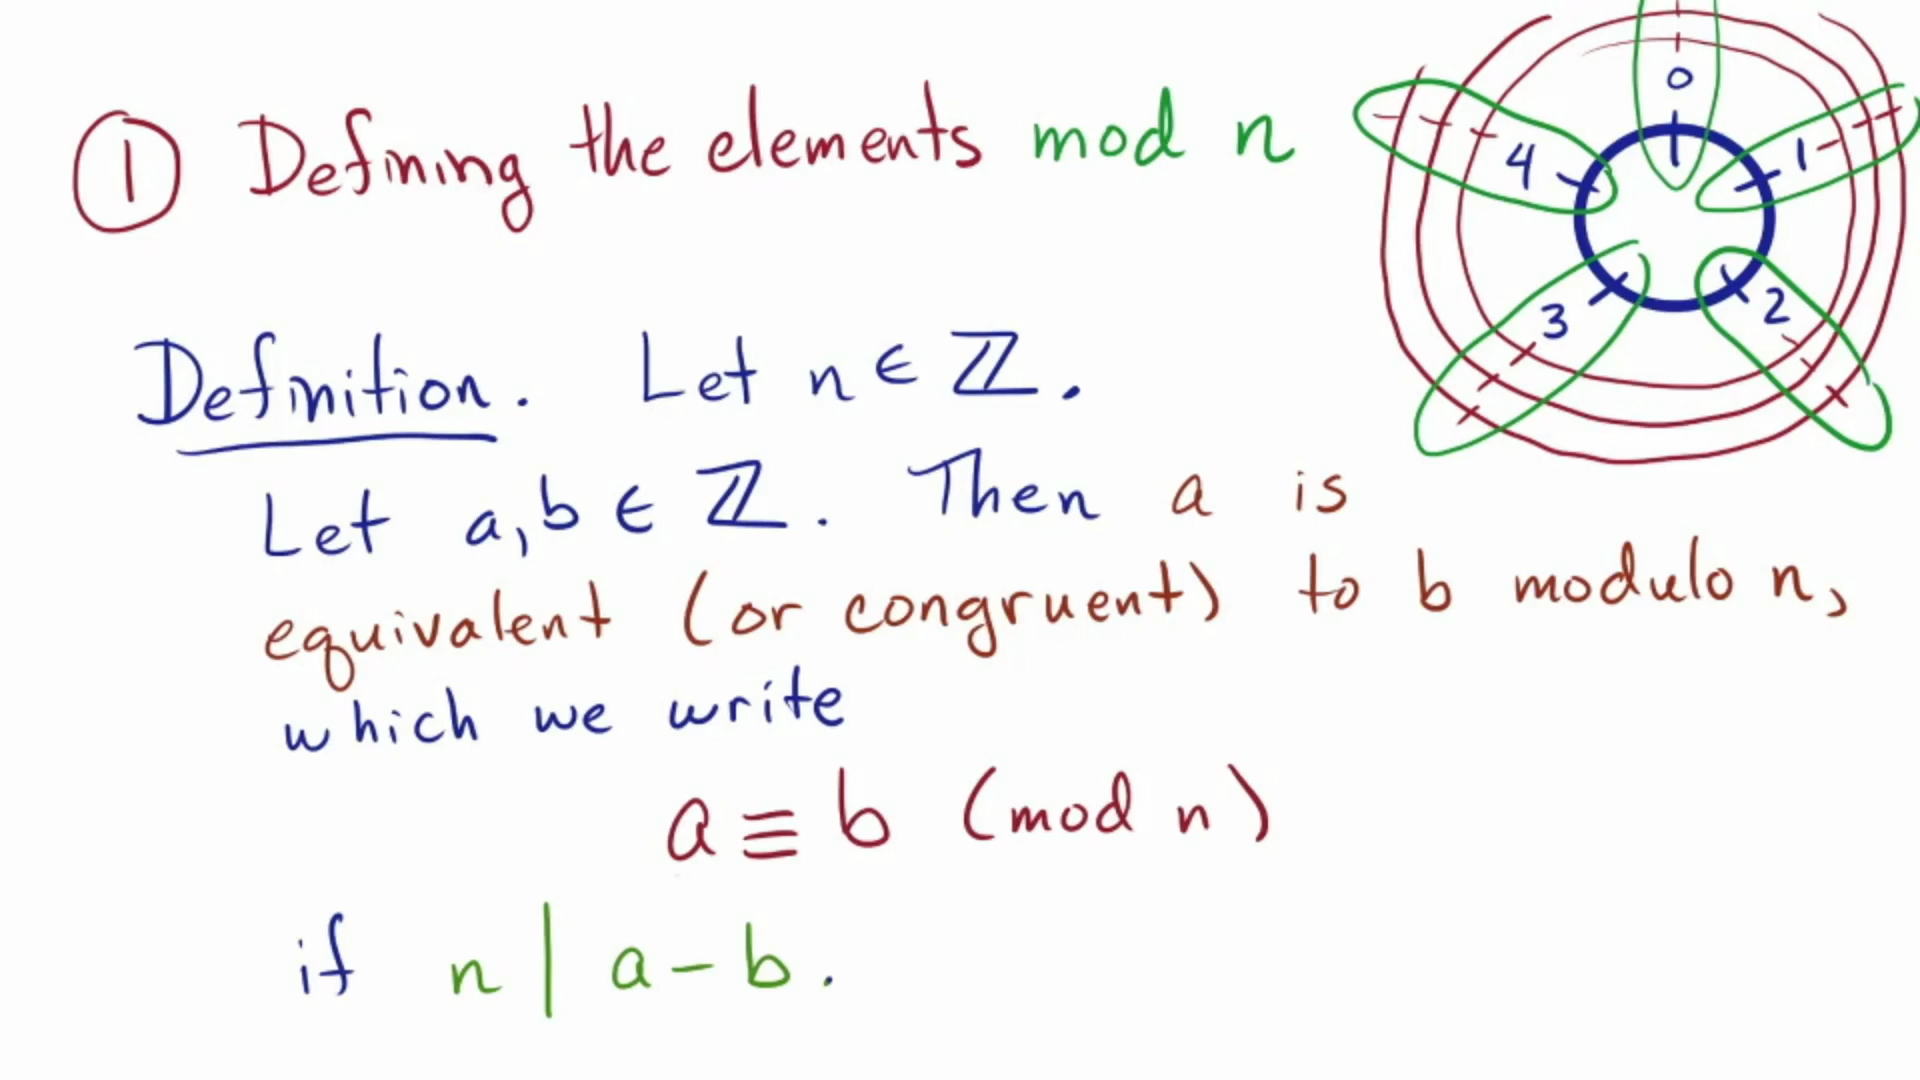 ① Defining the elements mod n
Definition. Let n ∈ ℤ.
Let a, b ∈ ℤ. Then a is
equivalent (or congruent) to b modulo n,
which we write
a ≡ b (mod n)
if n | a - b.
0
1
2
3
4